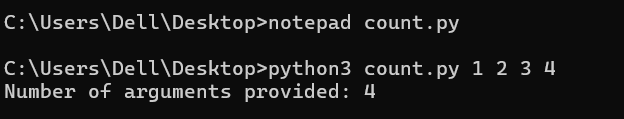 C:\Users\Dell\Desktop>notepad count.py
C:\Users\Dell\Desktop>python3 count.py 1 2 3 4
Number of arguments provided: 4